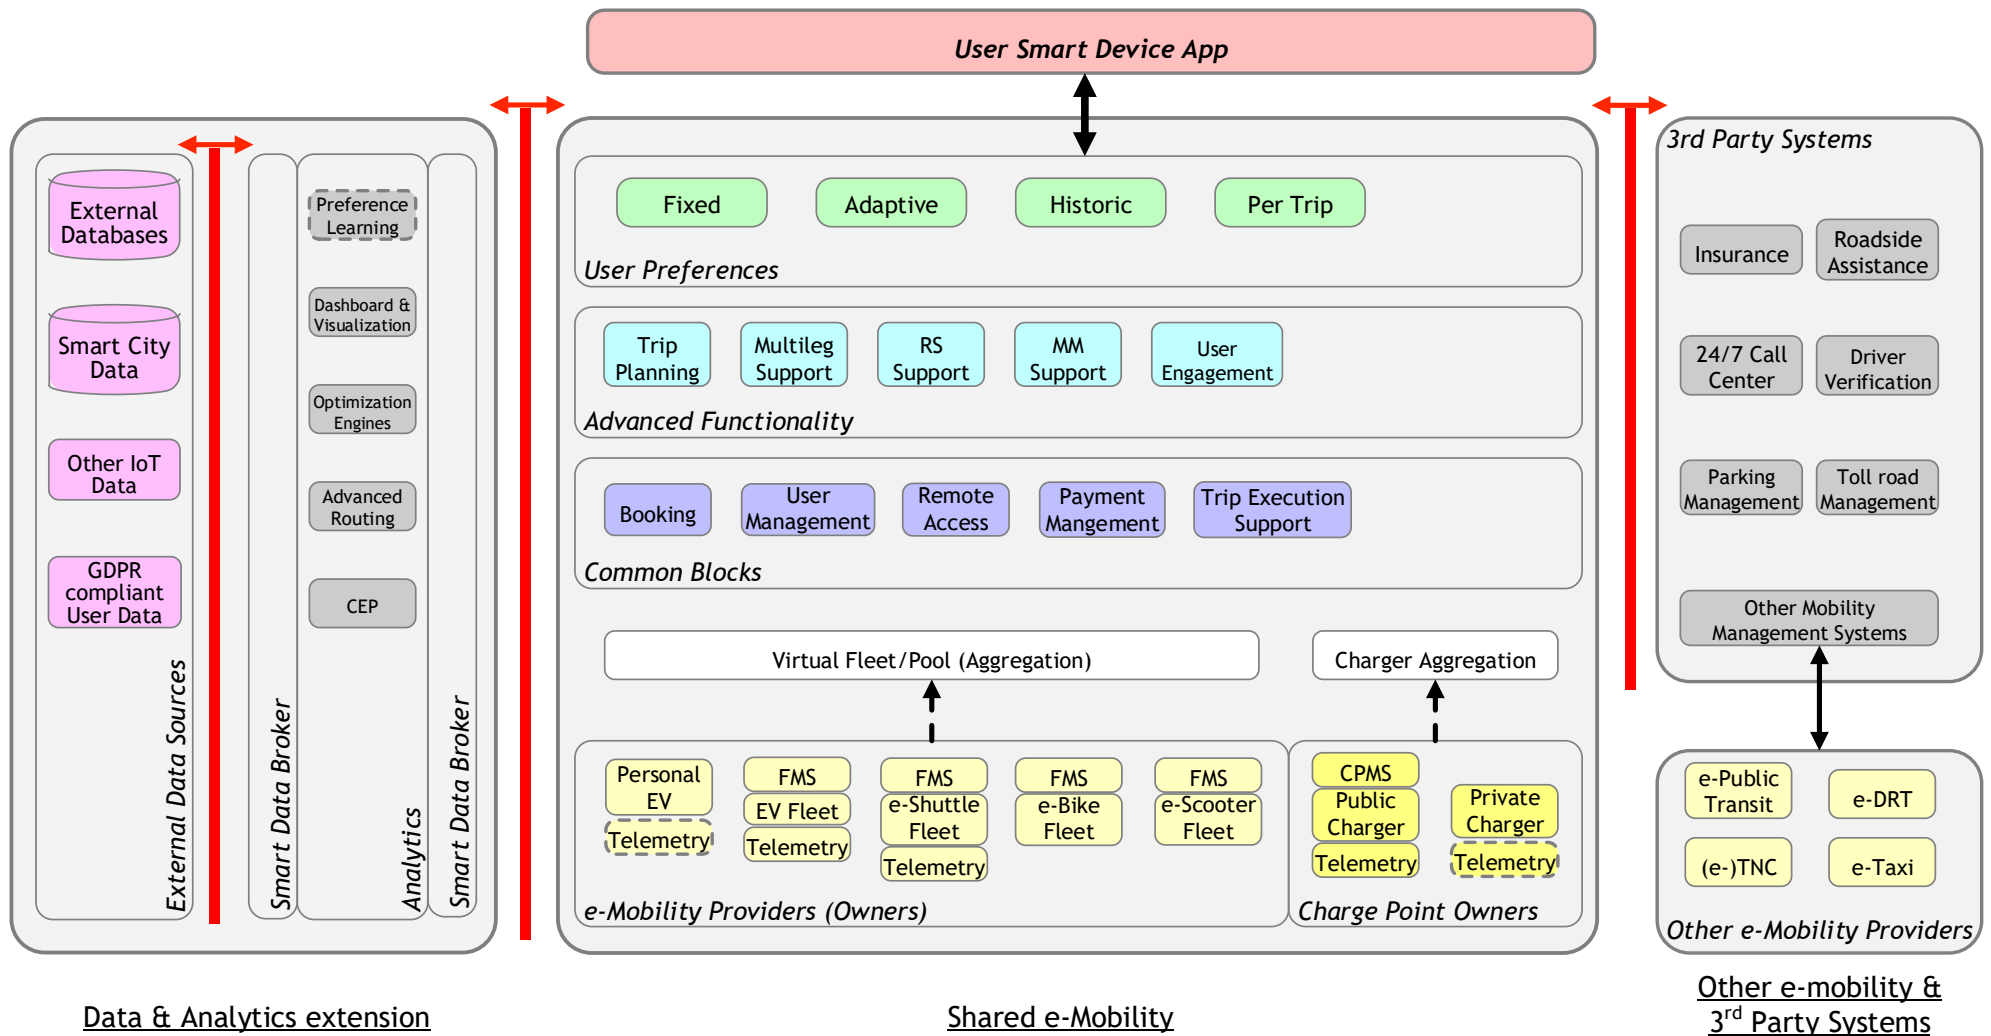 User Smart Device App
External
Databases
Smart City
Data
Other IoT
Data
GDPR
compliant
User Data
External Data Sources
Smart Data Broker
Preference
Learning
Dashboard &
Visualization
Optimization
Engines
Advanced
Routing
CEP
Analytics
Smart Data Broker
Data & Analytics extension
Fixed
Adaptive
Historic
Per Trip
User Preferences
Trip
Planning
Multileg
Support
RS
Support
MM
Support
User
Engagement
Advanced Functionality
Booking
User
Management
Remote
Access
Payment
Mangement
Trip Execution
Support
Common Blocks
Virtual Fleet/Pool (Aggregation)
Charger Aggregation
Personal
EV
Telemetry
FMS
EV Fleet
Telemetry
FMS
e-Shuttle
Fleet
Telemetry
FMS
e-Bike
Fleet
FMS
e-Scooter
Fleet
e-Mobility Providers (Owners)
CPMS
Public
Charger
Telemetry
Private
Charger
Telemetry
Charge Point Owners
Shared e-Mobility
3rd Party Systems
Insurance
Roadside
Assistance
24/7 Call
Center
Driver
Verification
Parking
Management
Toll road
Management
Other Mobility
Management Systems
e-Public
Transit
e-DRT
(e-)TNC
e-Taxi
Other e-Mobility Providers
Other e-mobility &
3rd Party Systems